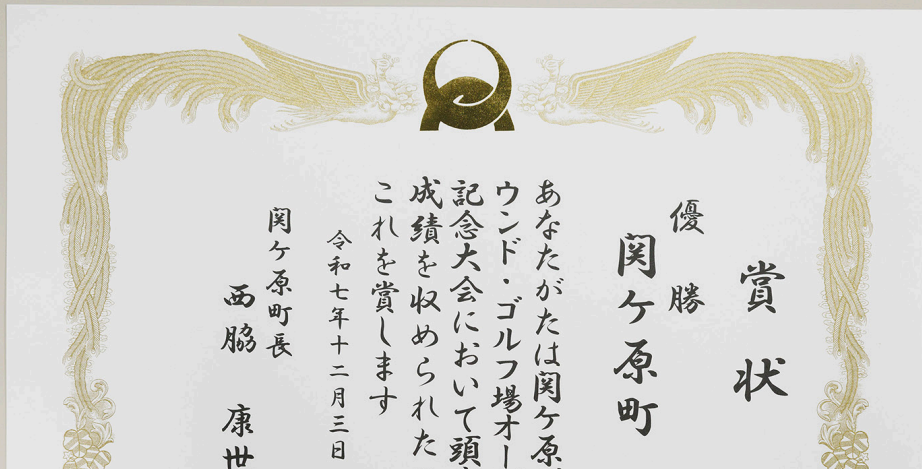 賞状
優勝
関ケ原町
あなたがたは関ケ原
ウンド・ゴルフ場オー
記念大会において頭
成績を収められた
これを賞します
令和七年十二月三日
関ケ原町長
西脇康世